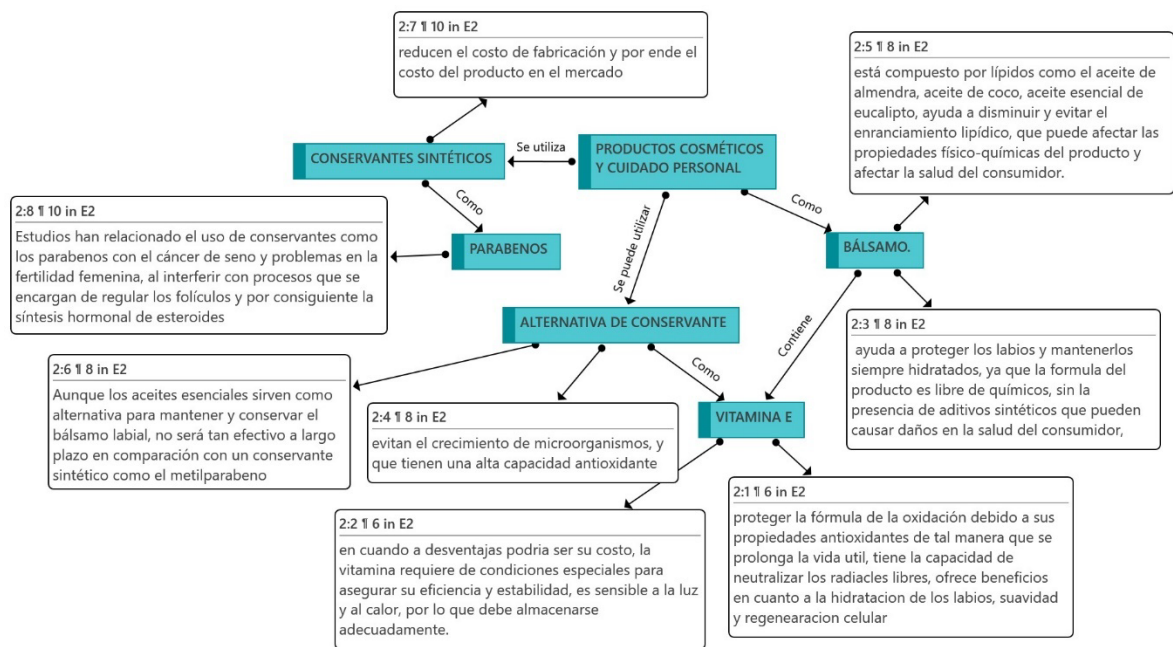 2:7 ¶ 10 in E2
reducen el costo de fabricación y por ende el
costo del producto en el mercado
2:5 ¶ 8 in E2
está compuesto por lípidos como el aceite de
almendra, aceite de coco, aceite esencial de
eucalipto, ayuda a disminuir y evitar el
enranciamiento lipídico, que puede afectar las
propiedades físico-químicas del producto y
afectar la salud del consumidor.
CONSERVANTES SINTÉTICOS
Se utiliza
PRODUCTOS COSMÉTICOS
Y CUIDADO PERSONAL
Como
Como
2:8 ¶ 10 in E2
Estudios han relacionado el uso de conservantes como
los parabenos con el cáncer de seno y problemas en la
fertilidad femenina, al interferir con procesos que se
encargan de regular los folículos y por consiguiente la
síntesis hormonal de esteroides
PARABENOS
Se puede utilizar
BÁLSAMO.
ALTERNATIVA DE CONSERVANTE
Contiene
2:3 ¶ 8 in E2
ayuda a proteger los labios y mantenerlos
siempre hidratados, ya que la formula del
producto es libre de químicos, sin la
presencia de aditivos sintéticos que pueden
causar daños en la salud del consumidor,
2:6 ¶ 8 in E2
Aunque los aceites esenciales sirven como
alternativa para mantener y conservar el
bálsamo labial, no será tan efectivo a largo
plazo en comparación con un conservante
sintético como el metilparabeno
Como
2:4 ¶ 8 in E2
evitan el crecimiento de microorganismos, y
que tienen una alta capacidad antioxidante
VITAMINA E
2:2 ¶ 6 in E2
en cuando a desventajas podria ser su costo, la
vitamina requiere de condiciones especiales para
asegurar su eficiencia y estabilidad, es sensible a la luz
y al calor, por lo que debe almacenarse
adecuadamente.
2:1 ¶ 6 in E2
proteger la fórmula de la oxidación debido a sus
propiedades antioxidantes de tal manera que se
prolonga la vida util, tiene la capacidad de
neutralizar los radiacles libres, ofrece beneficios
en cuanto a la hidratacion de los labios, suavidad
y regenearacion celular